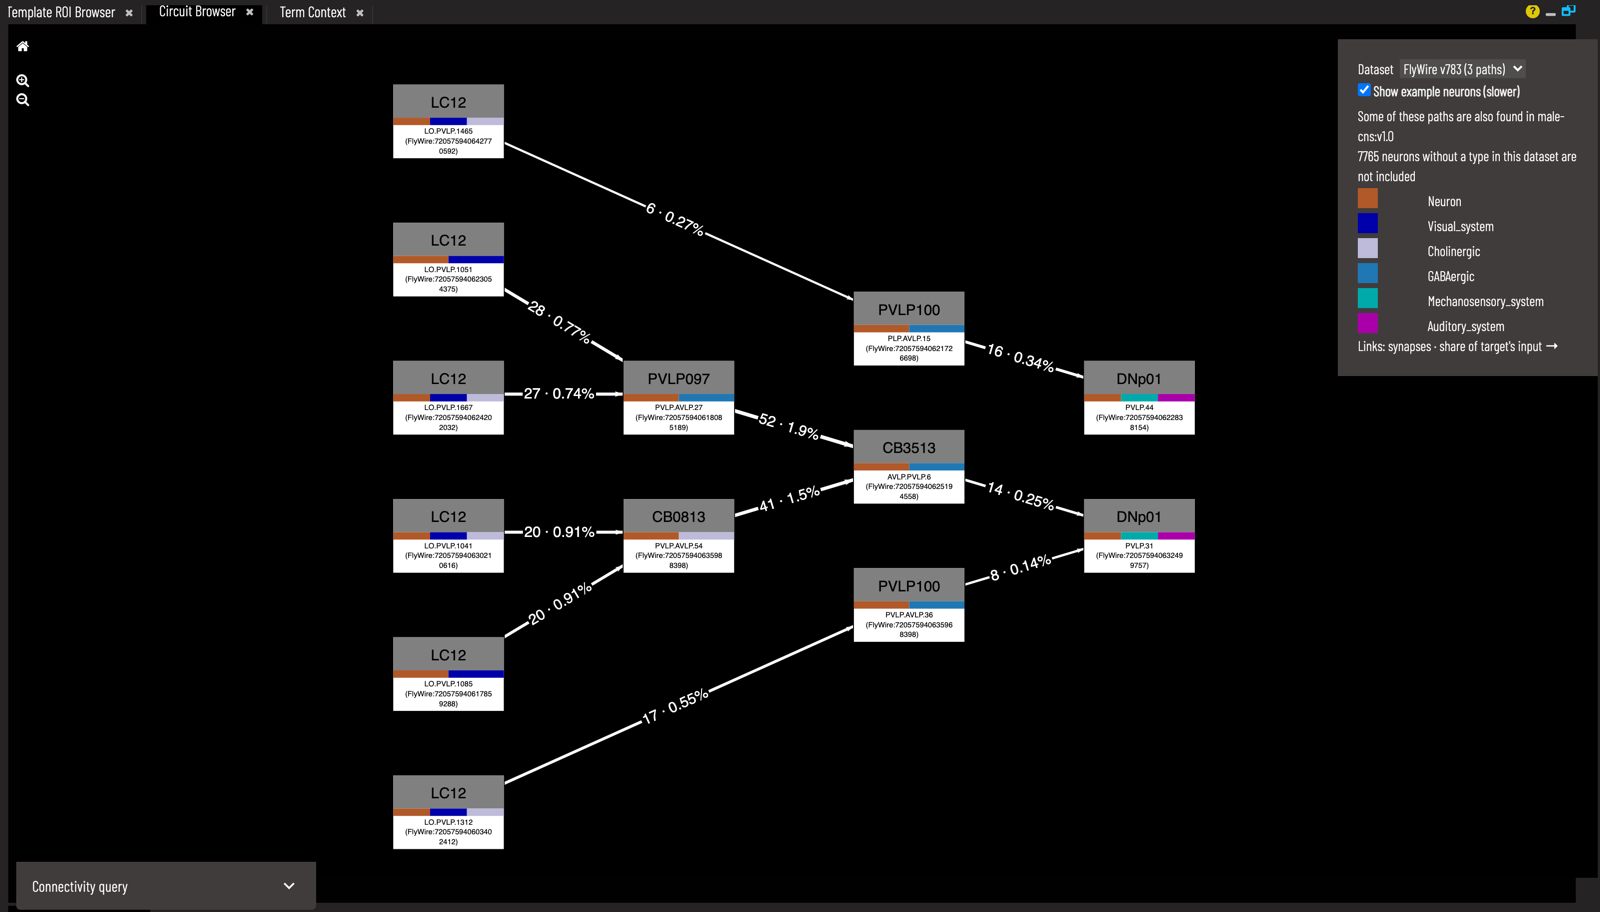 Template ROI Browser ✖ Circuit Browser ✖ Term Context ✖
?
Dataset FlyWire v783 (3 paths)
Show example neurons (slower)
Some of these paths are also found in male-
cns:v1.0
7765 neurons without a type in this dataset are
not included
Neuron
Visual_system
Cholinergic
GABAergic
Mechanosensory_system
Auditory_system
Links: synapses · share of target's input →
LC12
LO.PVLP.1465
(FlyWire:72057594064277
0592)
6 · 0.27%
LC12
LO.PVLP.1051
(FlyWire:72057594062305
4375)
28 · 0.77%
PVLP100
PLP.AVLP.15
(FlyWire:72057594062172
6698)
16 · 0.34%
LC12
LO.PVLP.1667
(FlyWire:72057594062420
2032)
27 · 0.74%
PVLP097
PVLP.AVLP.27
(FlyWire:72057594061808
5189)
52 · 1.9%
DNp01
PVLP.44
(FlyWire:72057594062283
8154)
CB3513
AVLP.PVLP.6
(FlyWire:72057594062519
4558)
14 · 0.25%
LC12
LO.PVLP.1041
(FlyWire:72057594063021
0616)
20 · 0.91%
CB0813
PVLP.AVLP.54
(FlyWire:72057594063598
8398)
41 · 1.5%
DNp01
PVLP.31
(FlyWire:72057594063249
9757)
20 · 0.91%
PVLP100
PVLP.AVLP.36
(FlyWire:72057594063596
8398)
8 · 0.14%
LC12
LO.PVLP.1085
(FlyWire:72057594061785
9288)
17 · 0.55%
LC12
LO.PVLP.1312
(FlyWire:72057594060340
2412)
Connectivity query